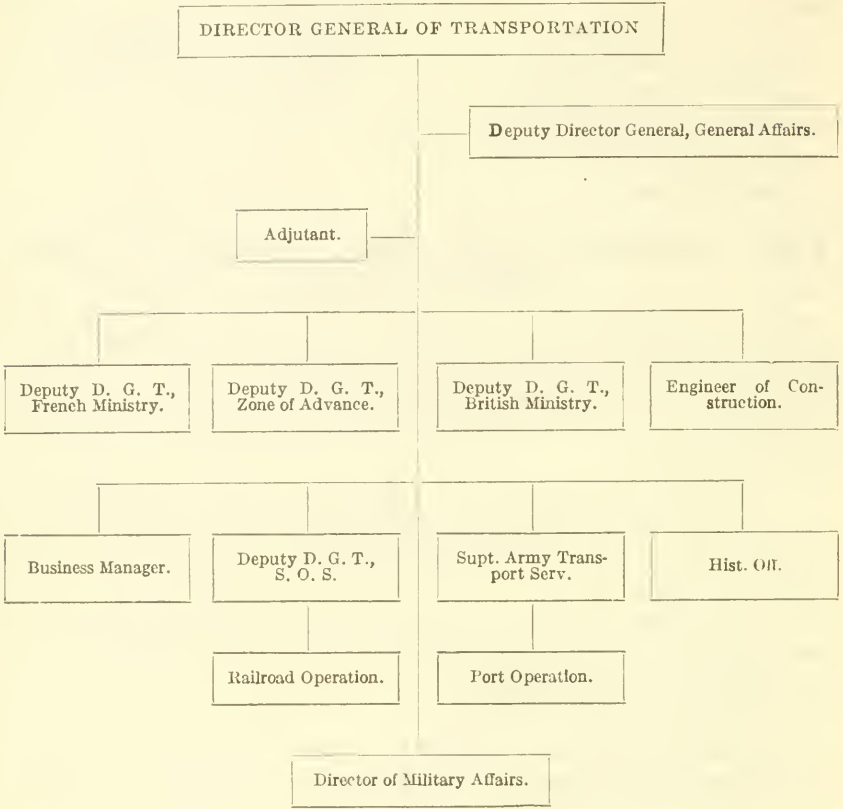 DIRECTOR GENERAL OF TRANSPORTATION
Deputy Director General, General Affairs.
Adjutant.
Deputy D. G. T.,
French Ministry.
Deputy D. G. T.,
Zone of Advance.
Deputy D. G. T.,
British Ministry.
Engineer of Con-
struction.
Business Manager.
Deputy D. G. T.,
S. O. S.
Supt. Army Trans-
port Serv.
Hist. Off.
Railroad Operation.
Port Operation.
Director of Military Affairs.